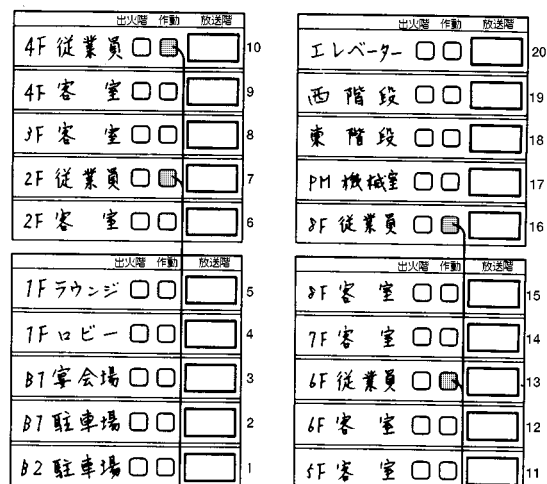 出火階 作動 放送階
4F 従業員 10
4F 客室 9
3F 客室 8
2F 従業員 7
2F 客室 6
出火階 作動 放送階
1F ラウンジ 5
1F ロビー 4
B1 宴会場 3
B1 駐車場 2
B2 駐車場 1
出火階 作動 放送階
エレベーター 20
西階段 19
東階段 18
PH 機械室 17
8F 従業員 16
出火階 作動 放送階
8F 客室 15
7F 客室 14
6F 従業員 13
6F 客室 12
5F 客室 11